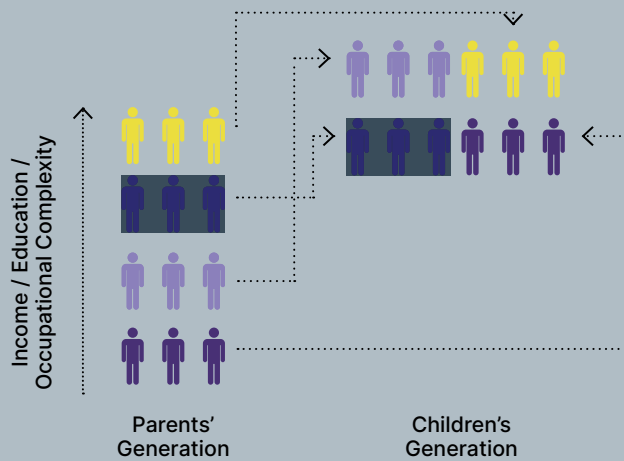 Income / Education /
Occupational Complexity
Parents’
Generation
Children’s
Generation